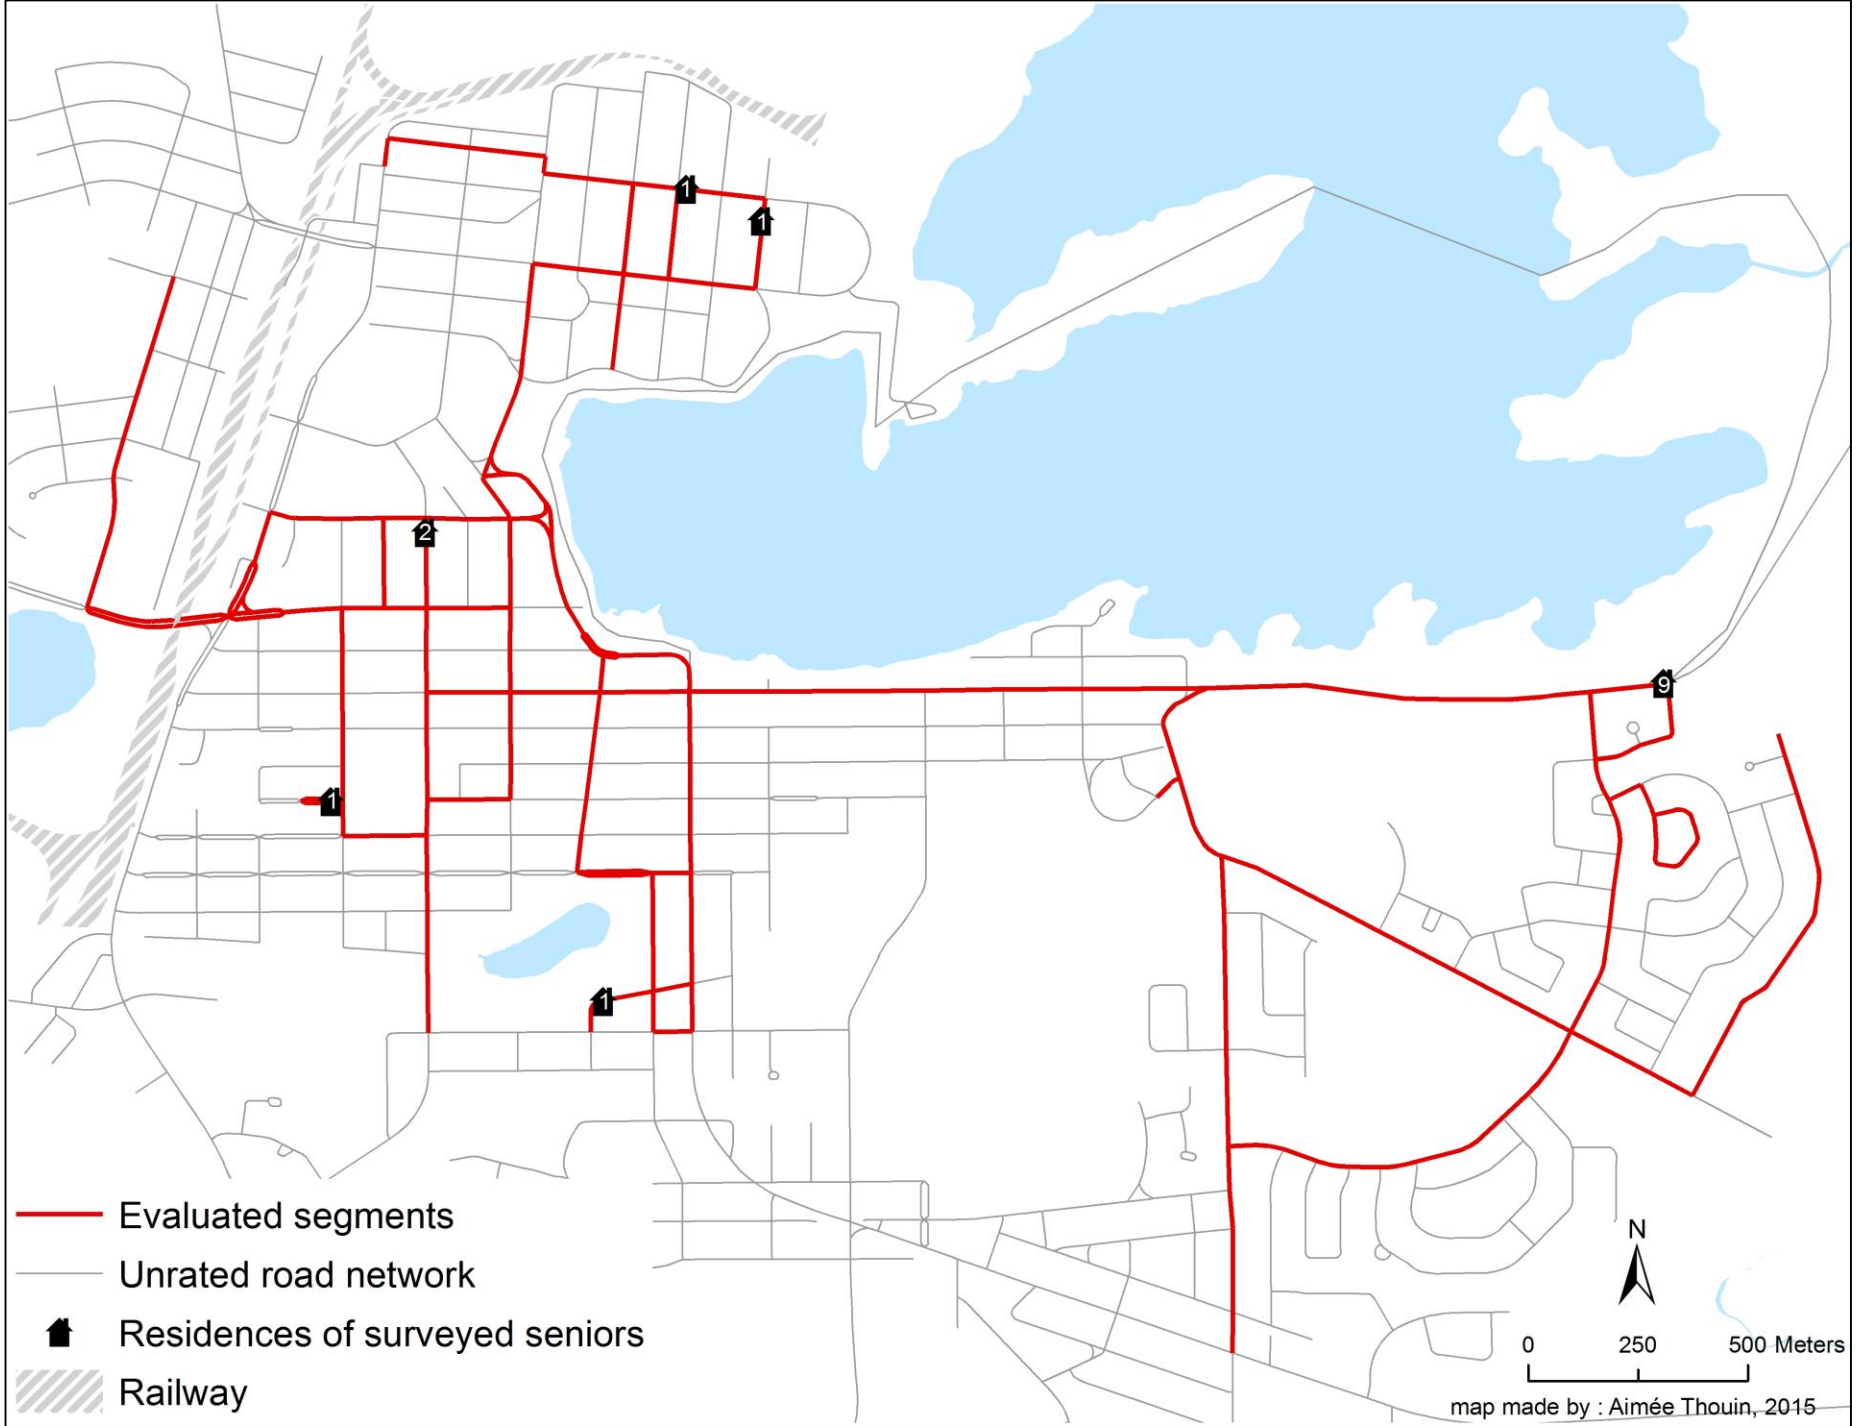 1
1
2
9
1
1
Evaluated segments
Unrated road network
Residences of surveyed seniors
Railway
N
0 250 500 Meters
map made by : Aimée Thouin, 2015